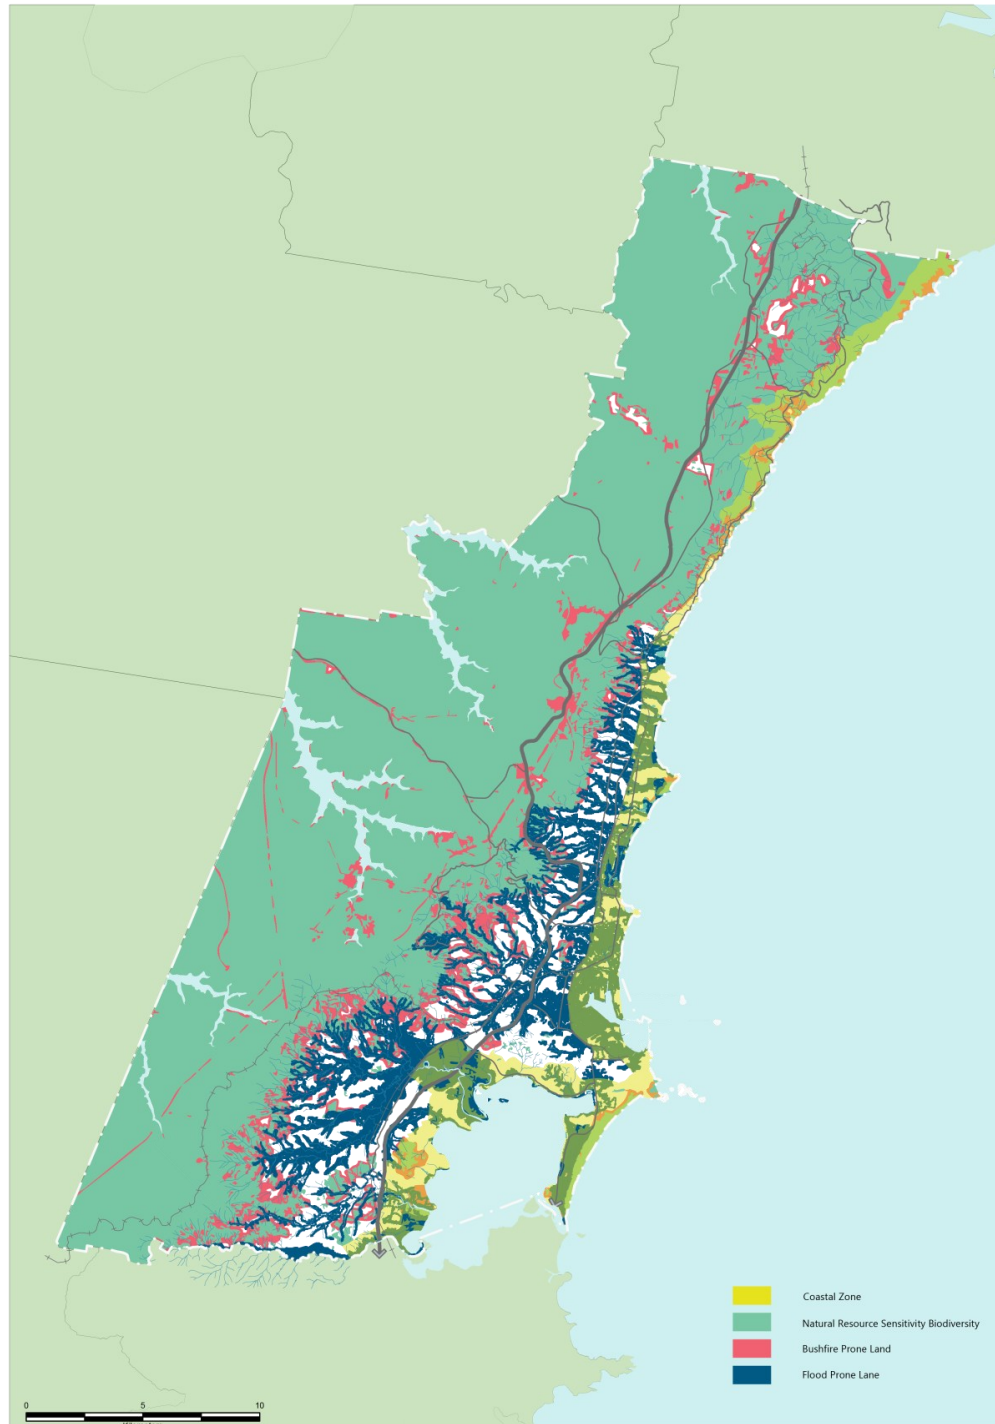 Coastal Zone
Natural Resource Sensitivity Biodiversity
Bushfire Prone Land
Flood Prone Lane
0 5 10